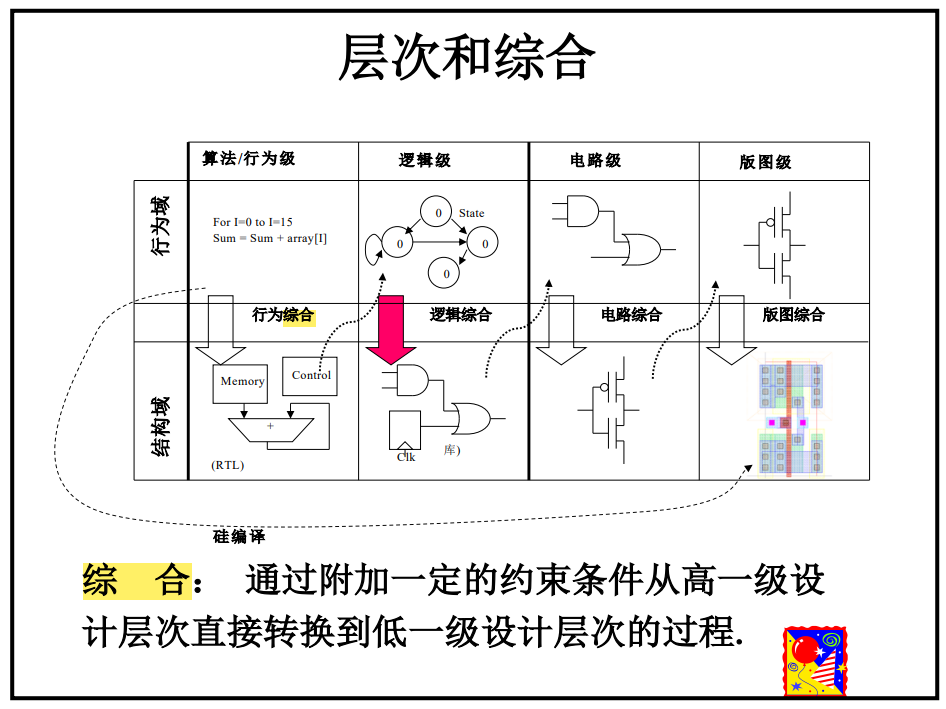 层次和综合
算法/行为级
逻辑级
电路级
版图级
行为域
For I=0 to I=15
Sum = Sum + array[I]
0
State
0
0
0
行为综合
逻辑综合
电路综合
版图综合
结构域
Memory
Control
+
(RTL)
Clk
库)
硅编译
综 合： 通过附加一定的约束条件从高一级设
计层次直接转换到低一级设计层次的过程.